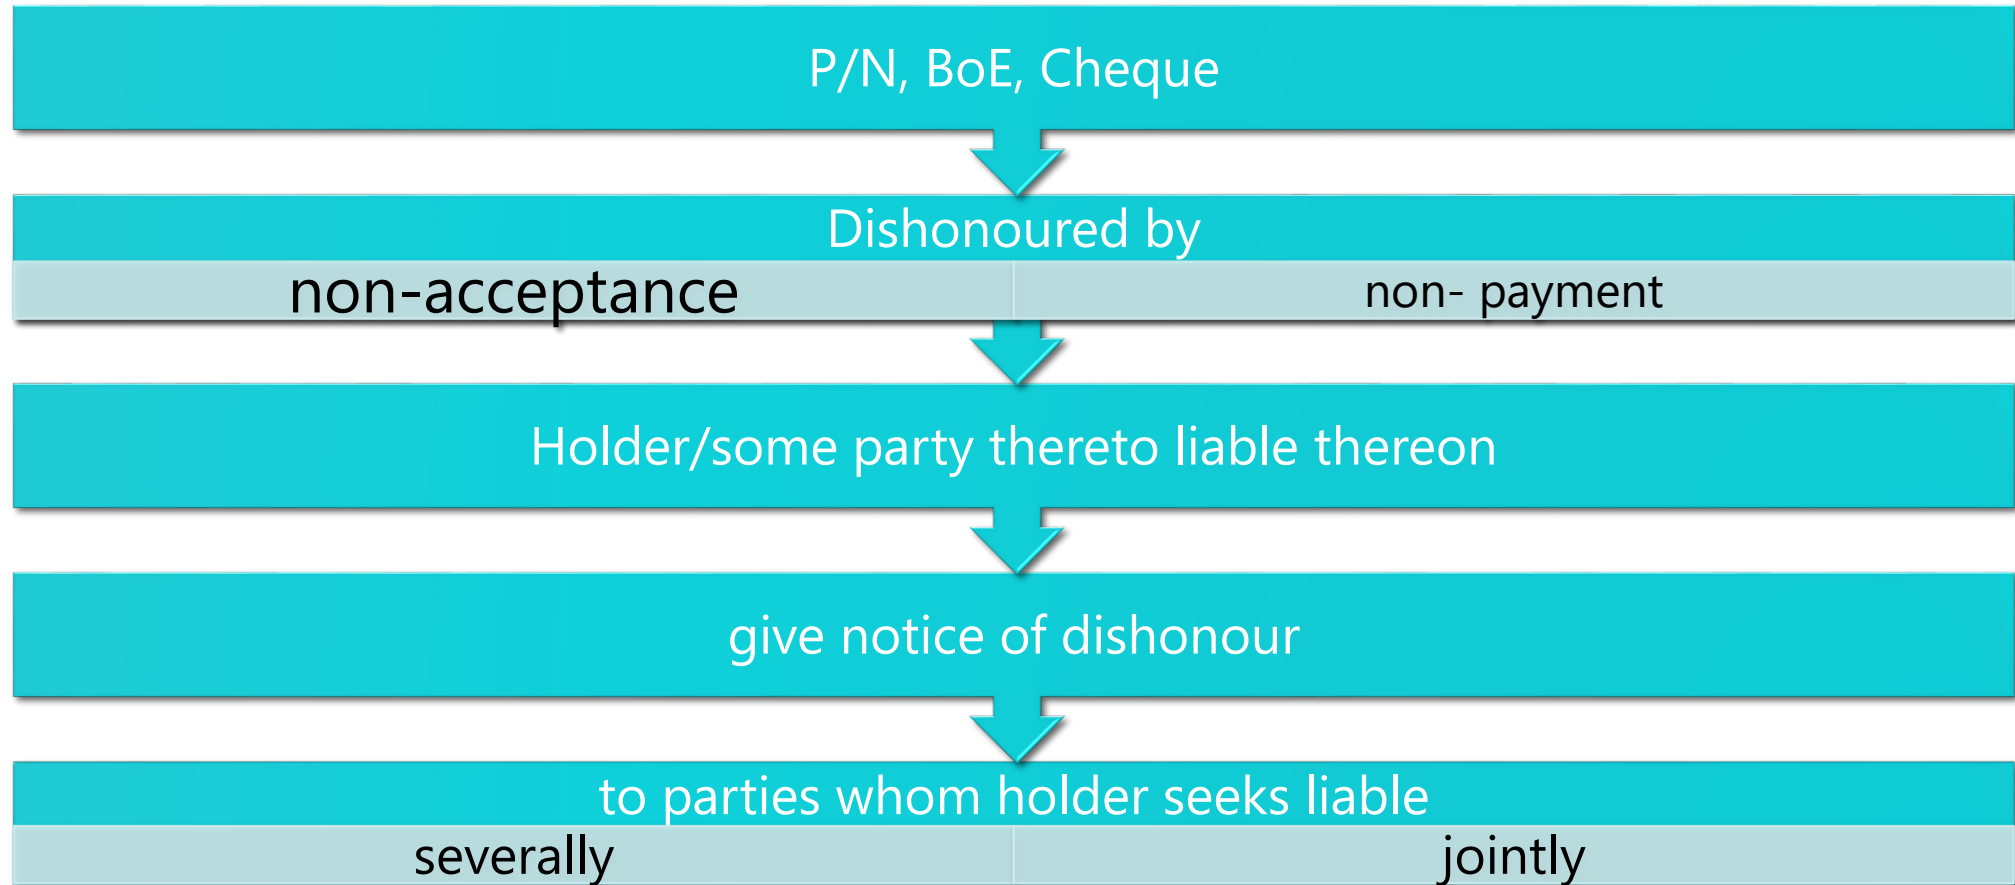 P/N, BoE, Cheque
Dishonoured by
non-acceptance
non- payment
Holder/some party thereto liable thereon
give notice of dishonour
to parties whom holder seeks liable
severally
jointly